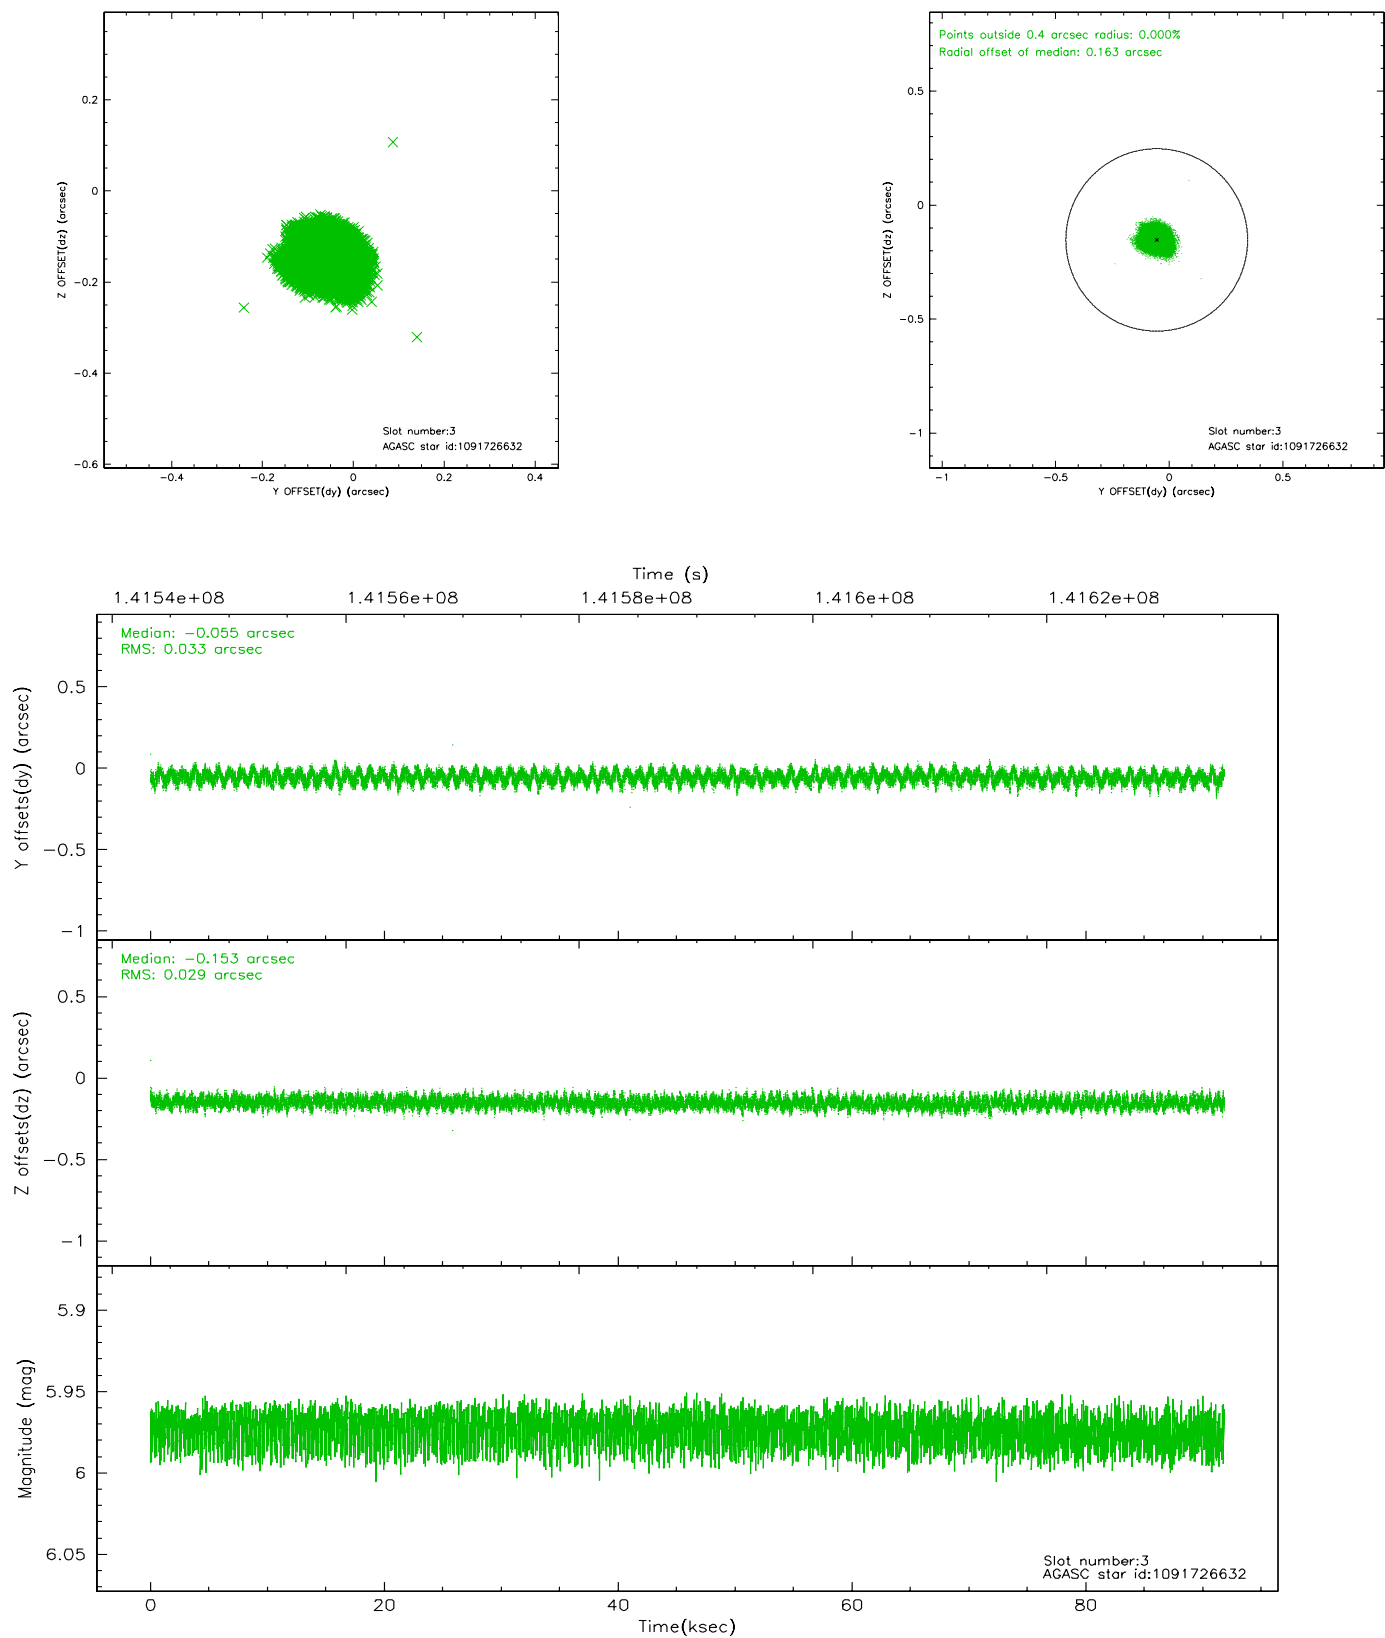 0.2
0
−0.2
−0.4
−0.6
Z OFFSET(dz) (arcsec)
−0.4
−0.2
0
0.2
0.4
Y OFFSET(dy) (arcsec)
Slot number:3
AGASC star id:1091726632
Points outside 0.4 arcsec radius: 0.000%
Radial offset of median: 0.163 arcsec
0.5
0
−0.5
−1
Z OFFSET(dz) (arcsec)
−1
−0.5
0
0.5
Y OFFSET(dy) (arcsec)
Slot number:3
AGASC star id:1091726632
Time (s)
1.4154e+08
1.4156e+08
1.4158e+08
1.416e+08
1.4162e+08
Median: −0.055 arcsec
RMS: 0.033 arcsec
0.5
0
−0.5
−1
Y offsets(dy) (arcsec)
Median: −0.153 arcsec
RMS: 0.029 arcsec
0.5
0
−0.5
−1
Z offsets(dz) (arcsec)
5.9
5.95
6
6.05
Magnitude (mag)
Slot number:3
AGASC star id:1091726632
0
20
40
60
80
Time(ksec)